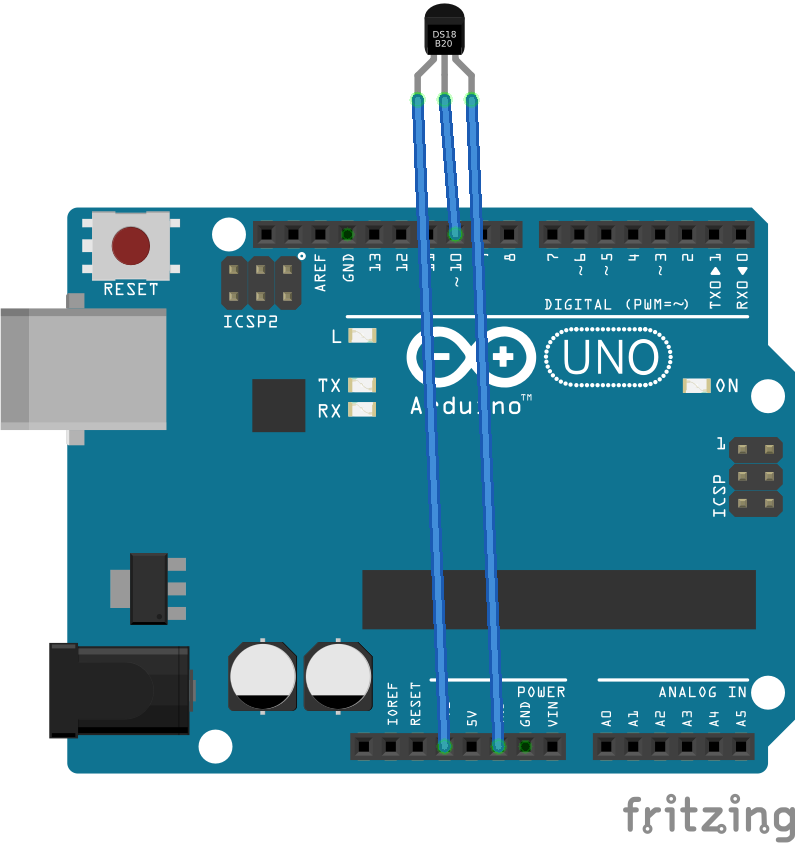 DS18
B20
RESET
ICSP2
AREF
GND
13
12
~10
8
7
~6
~5
4
~3
2
TX0▶1
RX0◀0
DIGITAL (PWM=~)
L
TX
RX
UNO
Arduino™
ON
1
ICSP
IOREF
RESET
5V
GND
VIN
POWER
ANALOG IN
A0
A1
A2
A3
A4
A5
fritzing